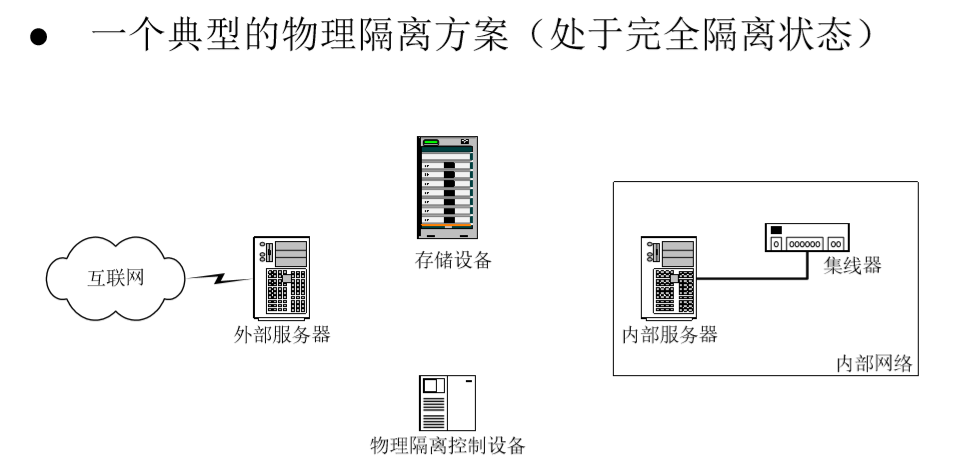 ● 一个典型的物理隔离方案（处于完全隔离状态）
存储设备
互联网
外部服务器
集线器
内部服务器
内部网络
物理隔离控制设备